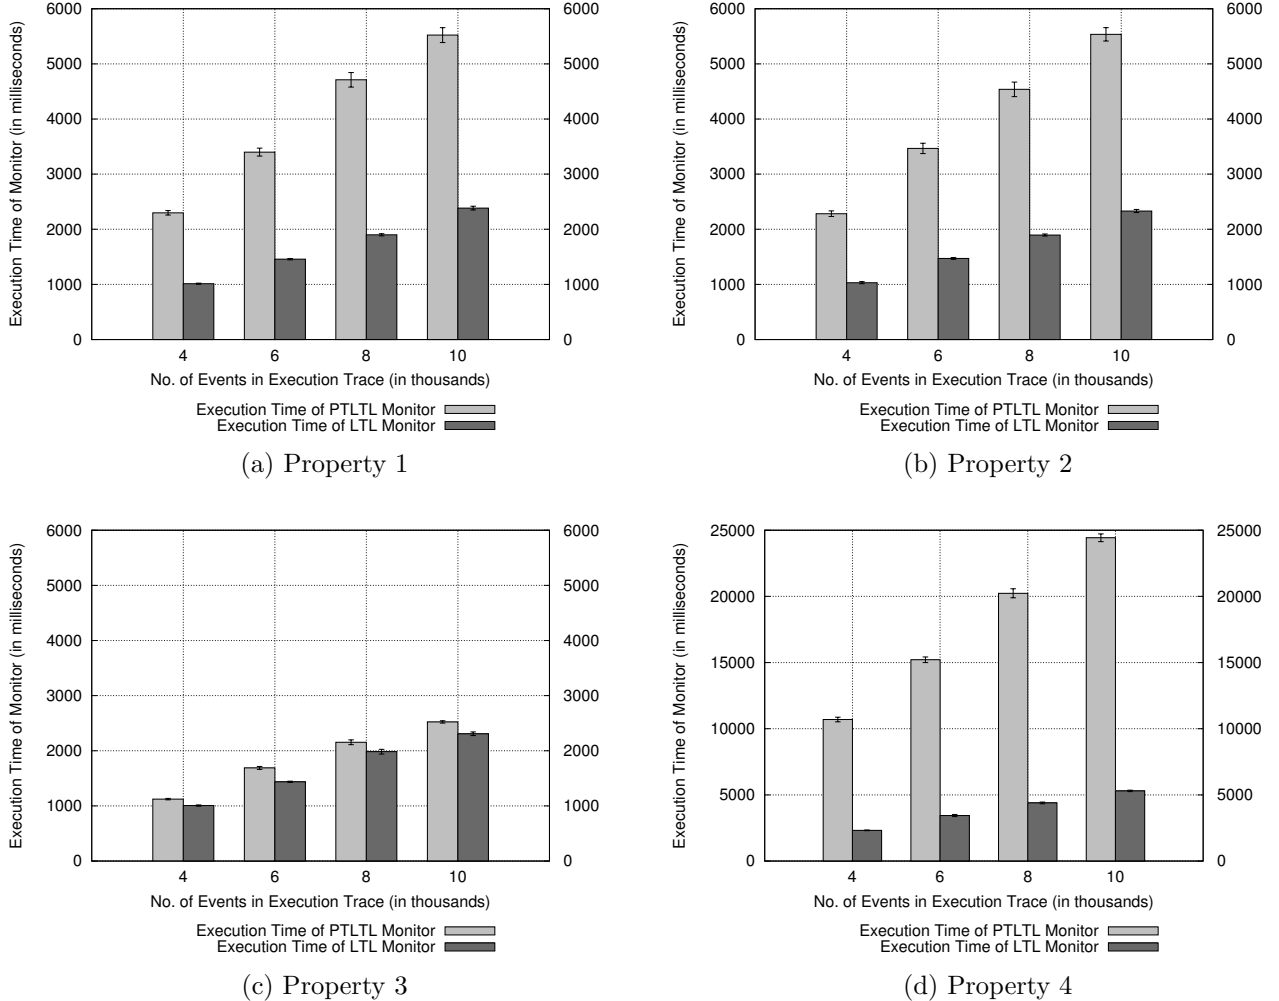 6000 6000
5000 5000
4000 4000
3000 3000
2000 2000
1000 1000
0 0
Execution Time of Monitor (in milliseconds)
4 6 8 10
No. of Events in Execution Trace (in thousands)
Execution Time of PTLTL Monitor
Execution Time of LTL Monitor
(a) Property 1
6000 6000
5000 5000
4000 4000
3000 3000
2000 2000
1000 1000
0 0
Execution Time of Monitor (in milliseconds)
4 6 8 10
No. of Events in Execution Trace (in thousands)
Execution Time of PTLTL Monitor
Execution Time of LTL Monitor
(b) Property 2
6000 6000
5000 5000
4000 4000
3000 3000
2000 2000
1000 1000
0 0
Execution Time of Monitor (in milliseconds)
4 6 8 10
No. of Events in Execution Trace (in thousands)
Execution Time of PTLTL Monitor
Execution Time of LTL Monitor
(c) Property 3
25000 25000
20000 20000
15000 15000
10000 10000
5000 5000
0 0
Execution Time of Monitor (in milliseconds)
4 6 8 10
No. of Events in Execution Trace (in thousands)
Execution Time of PTLTL Monitor
Execution Time of LTL Monitor
(d) Property 4